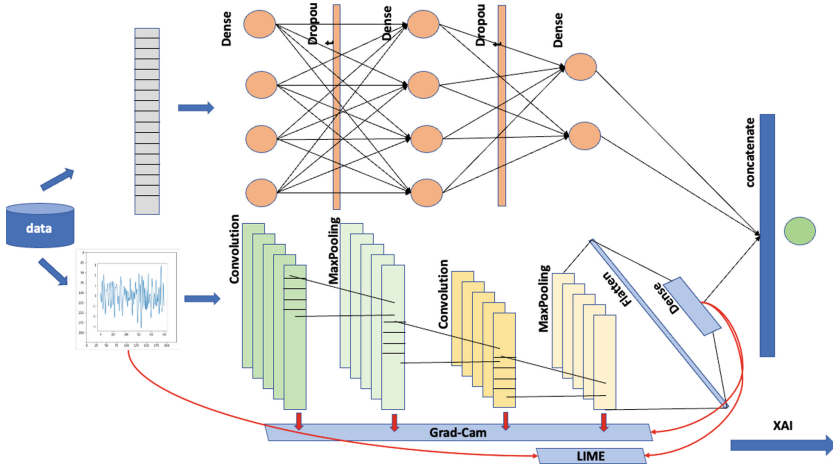 Dense
Dropou
t
Dense
Dropou
t
Dense
concatenate
data
Convolution
MaxPooling
Convolution
MaxPooling
Flatten
Dense
Grad-Cam
LIME
XAI